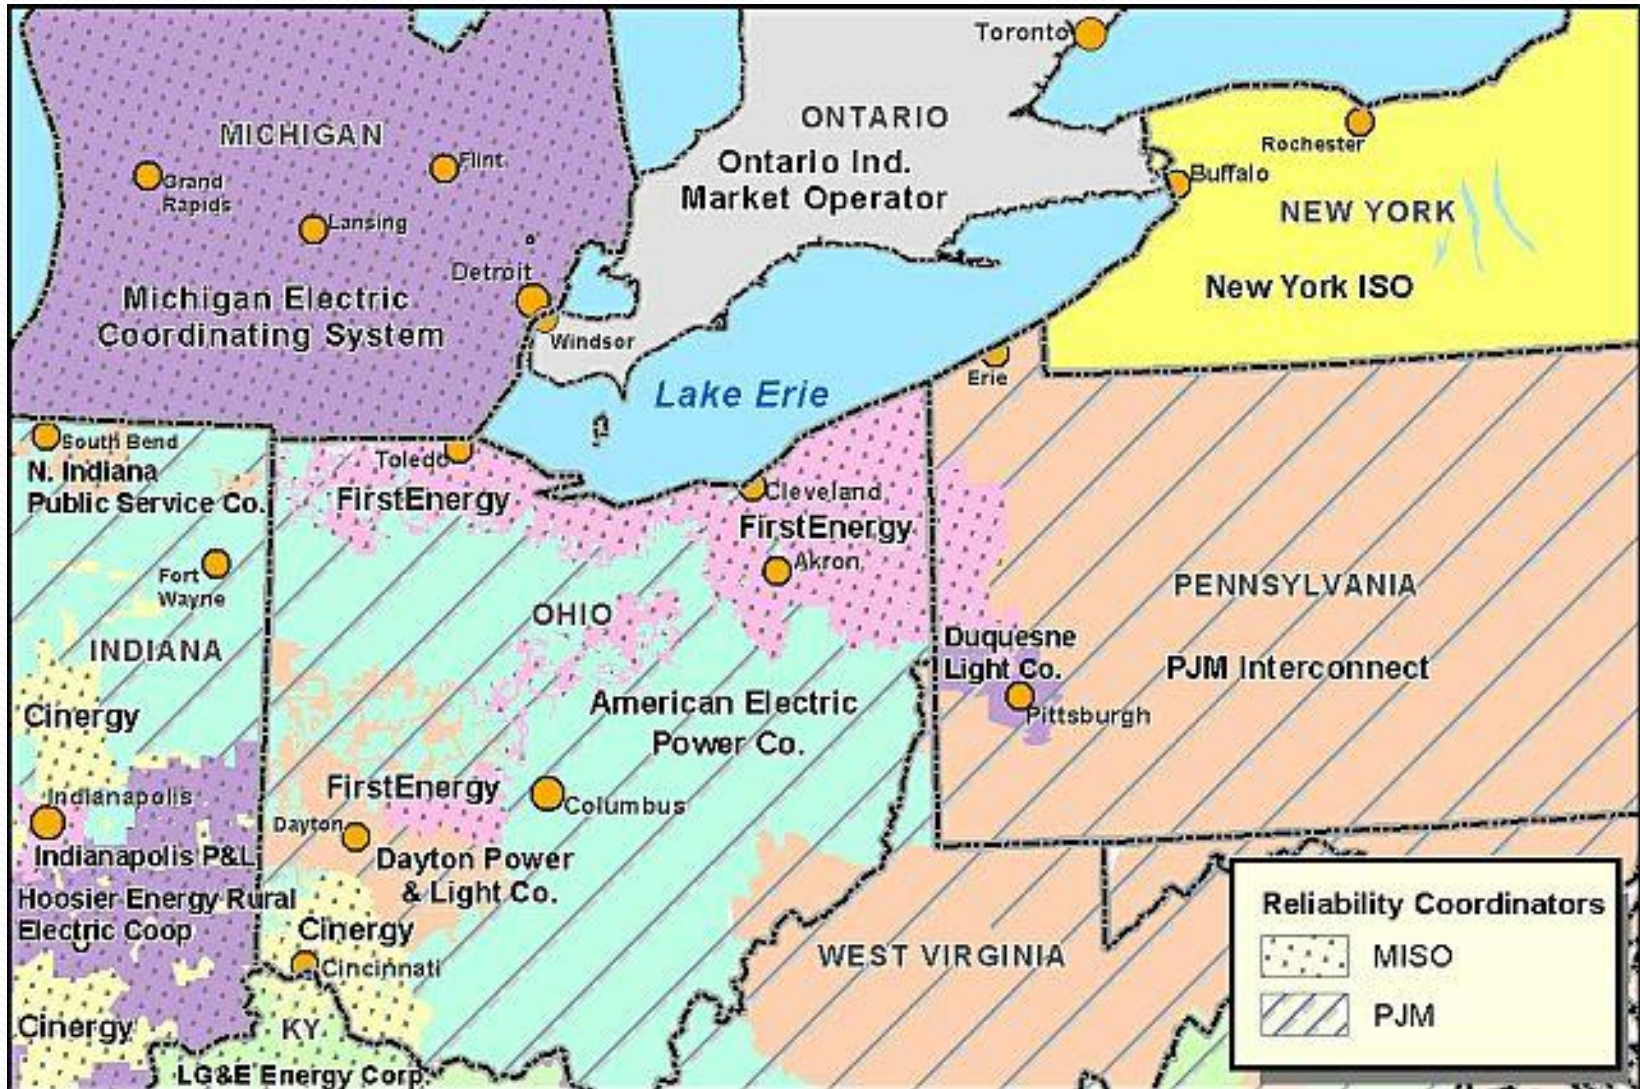 Toronto
ONTARIO
Ontario Ind.
Market Operator
MICHIGAN
Flint
Grand
Rapids
Lansing
Detroit
Michigan Electric
Coordinating System
Windsor
Rochester
Buffalo
NEW YORK
New York ISO
Lake Erie
Erie
South Bend
N. Indiana
Public Service Co.
Toledo
FirstEnergy
Cleveland
FirstEnergy
Akron
Fort
Wayne
INDIANA
OHIO
PENNSYLVANIA
Duquesne
Light Co.
PJM Interconnect
Pittsburgh
Cinergy
American Electric
Power Co.
Indianapolis
FirstEnergy
Columbus
Dayton
Indianapolis P&L
Dayton Power
& Light Co.
Hoosier Energy Rural
Electric Coop
Cinergy
Cincinnati
WEST VIRGINIA
Cinergy
KY
LG&E Energy Corp.
Reliability Coordinators
MISO
PJM